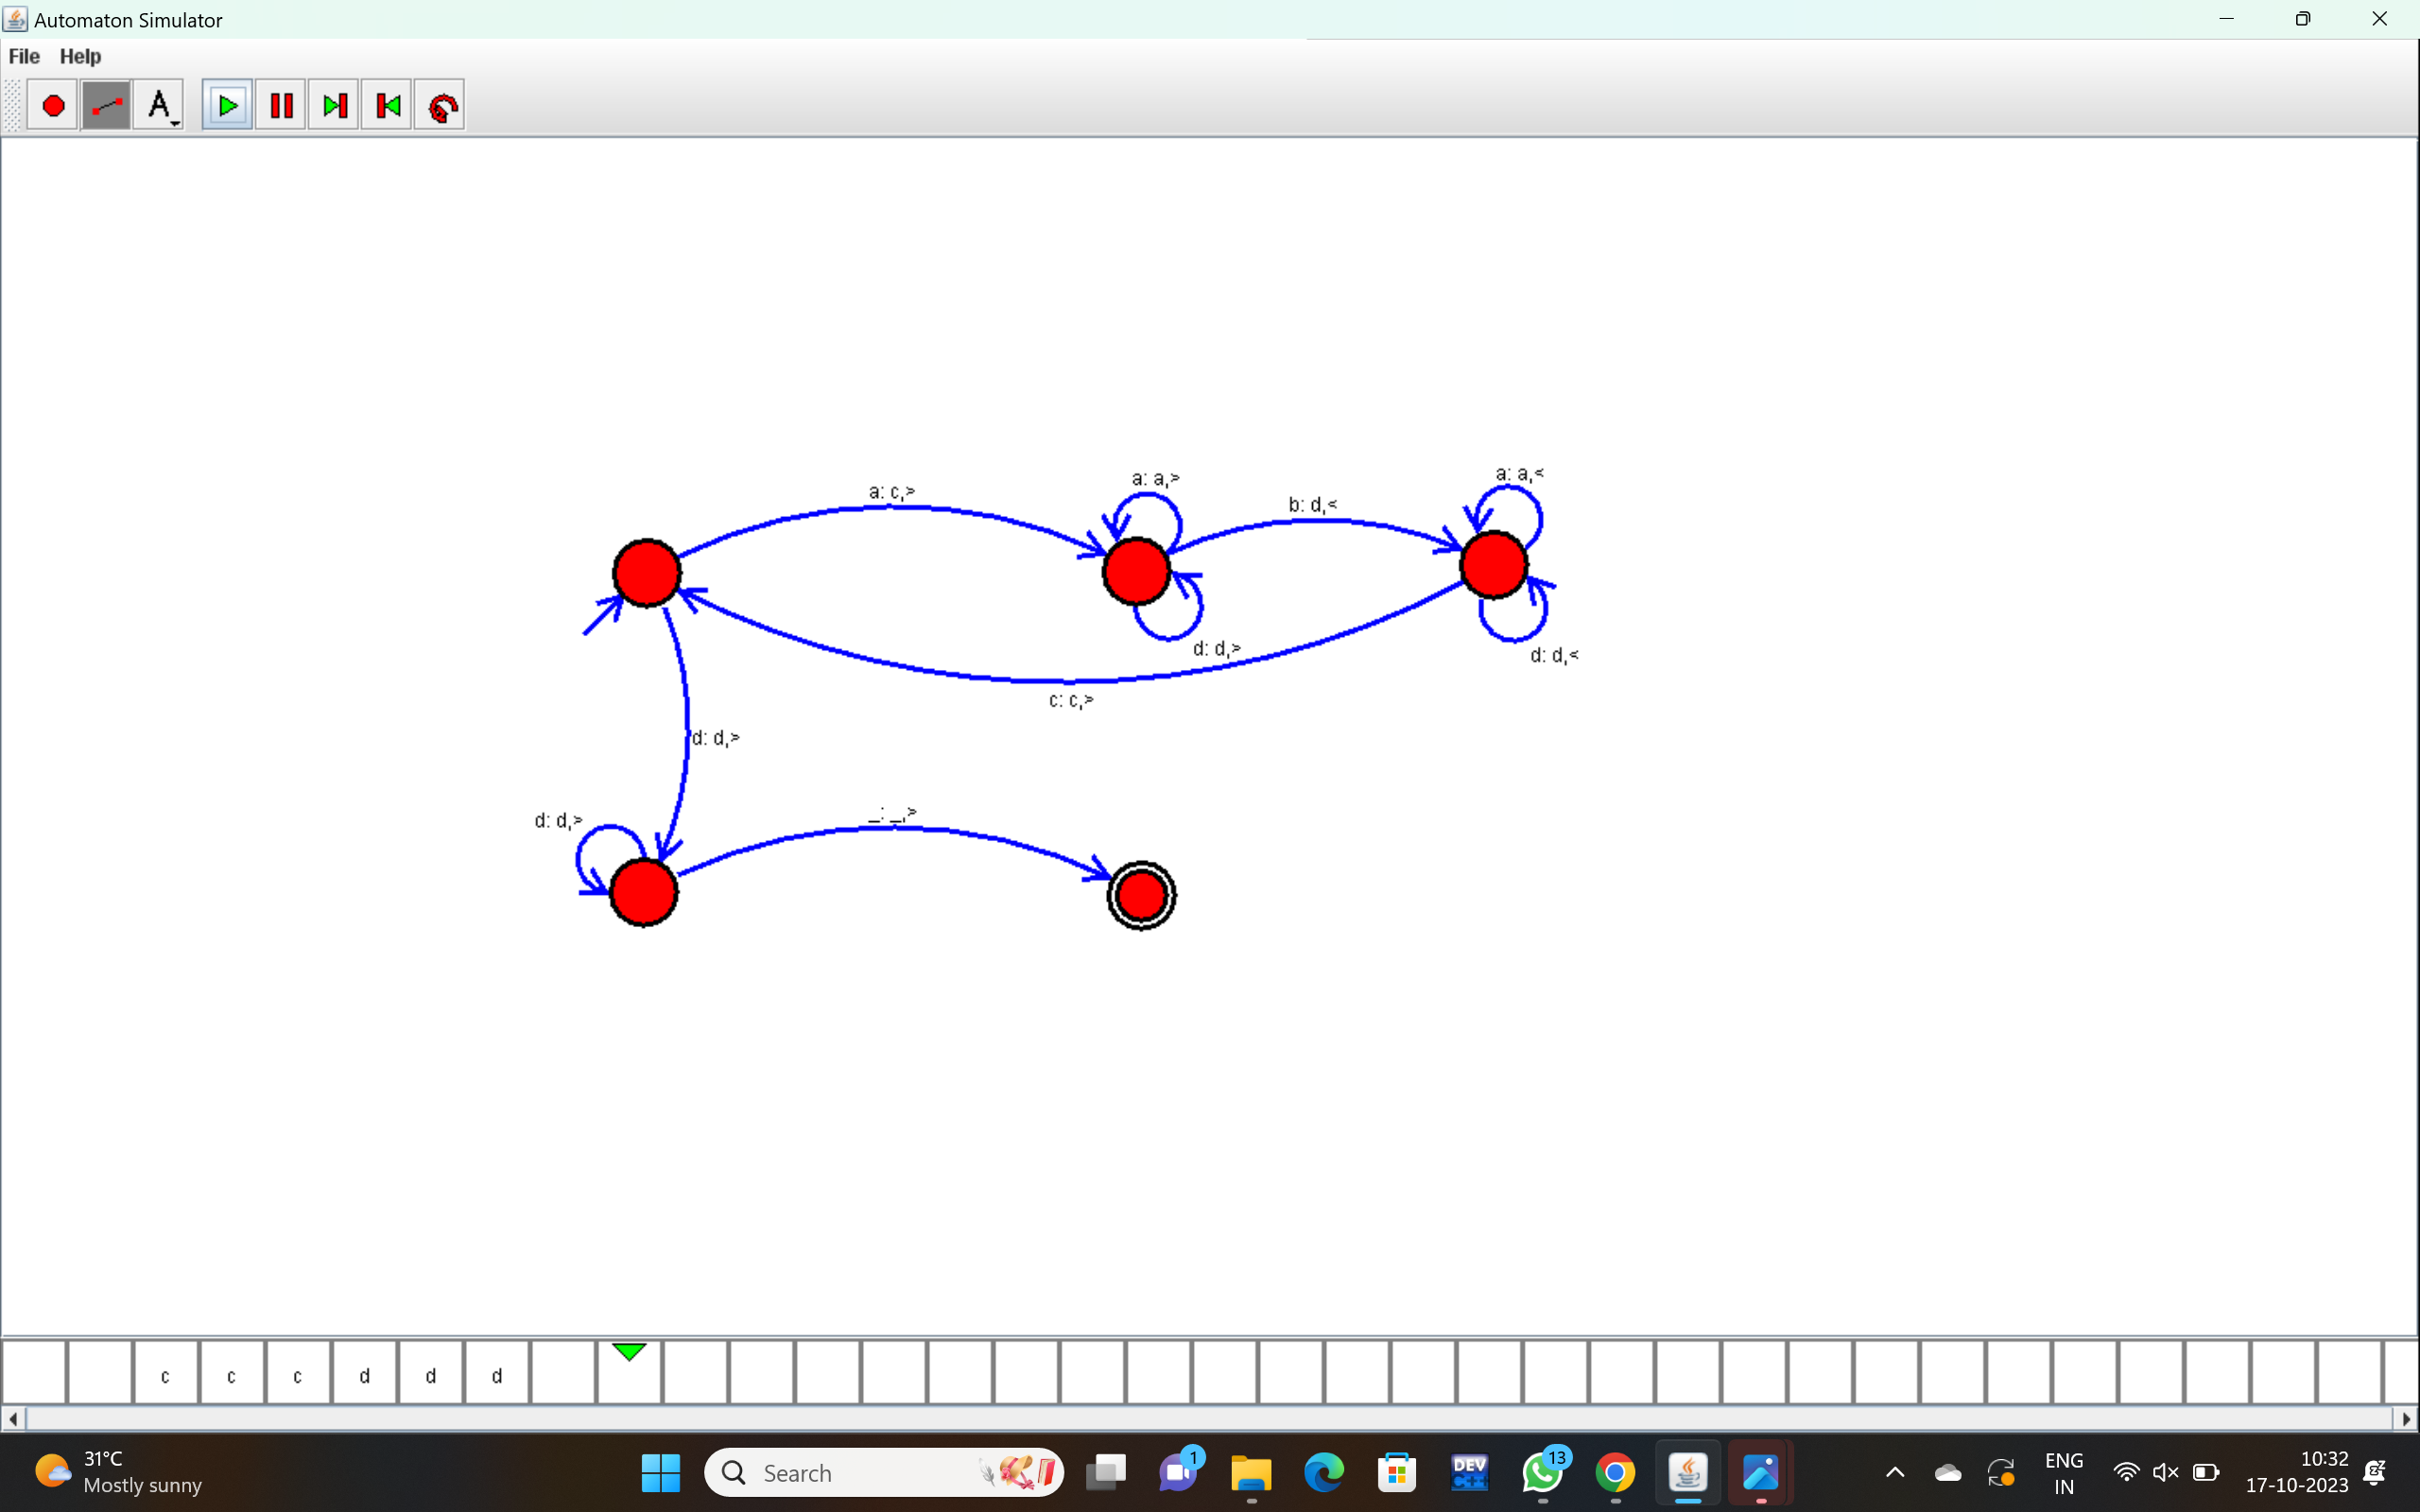 Automaton Simulator
File Help
A
a: a,<
a: a,>
a: c,>
b: d,<
d: d,>
d: d,<
c: c,>
d: d,>
_: _,>
d: d,>
c c c d d d
31°C
Mostly sunny
Search
1
DEV
C++
13
ENG
IN
10:32
17-10-2023